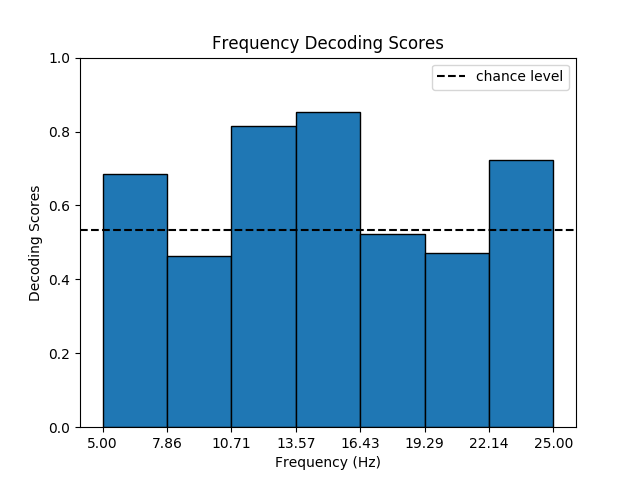 Frequency Decoding Scores
chance level
1.0
0.8
0.6
0.4
0.2
0.0
Decoding Scores
5.00 7.86 10.71 13.57 16.43 19.29 22.14 25.00
Frequency (Hz)